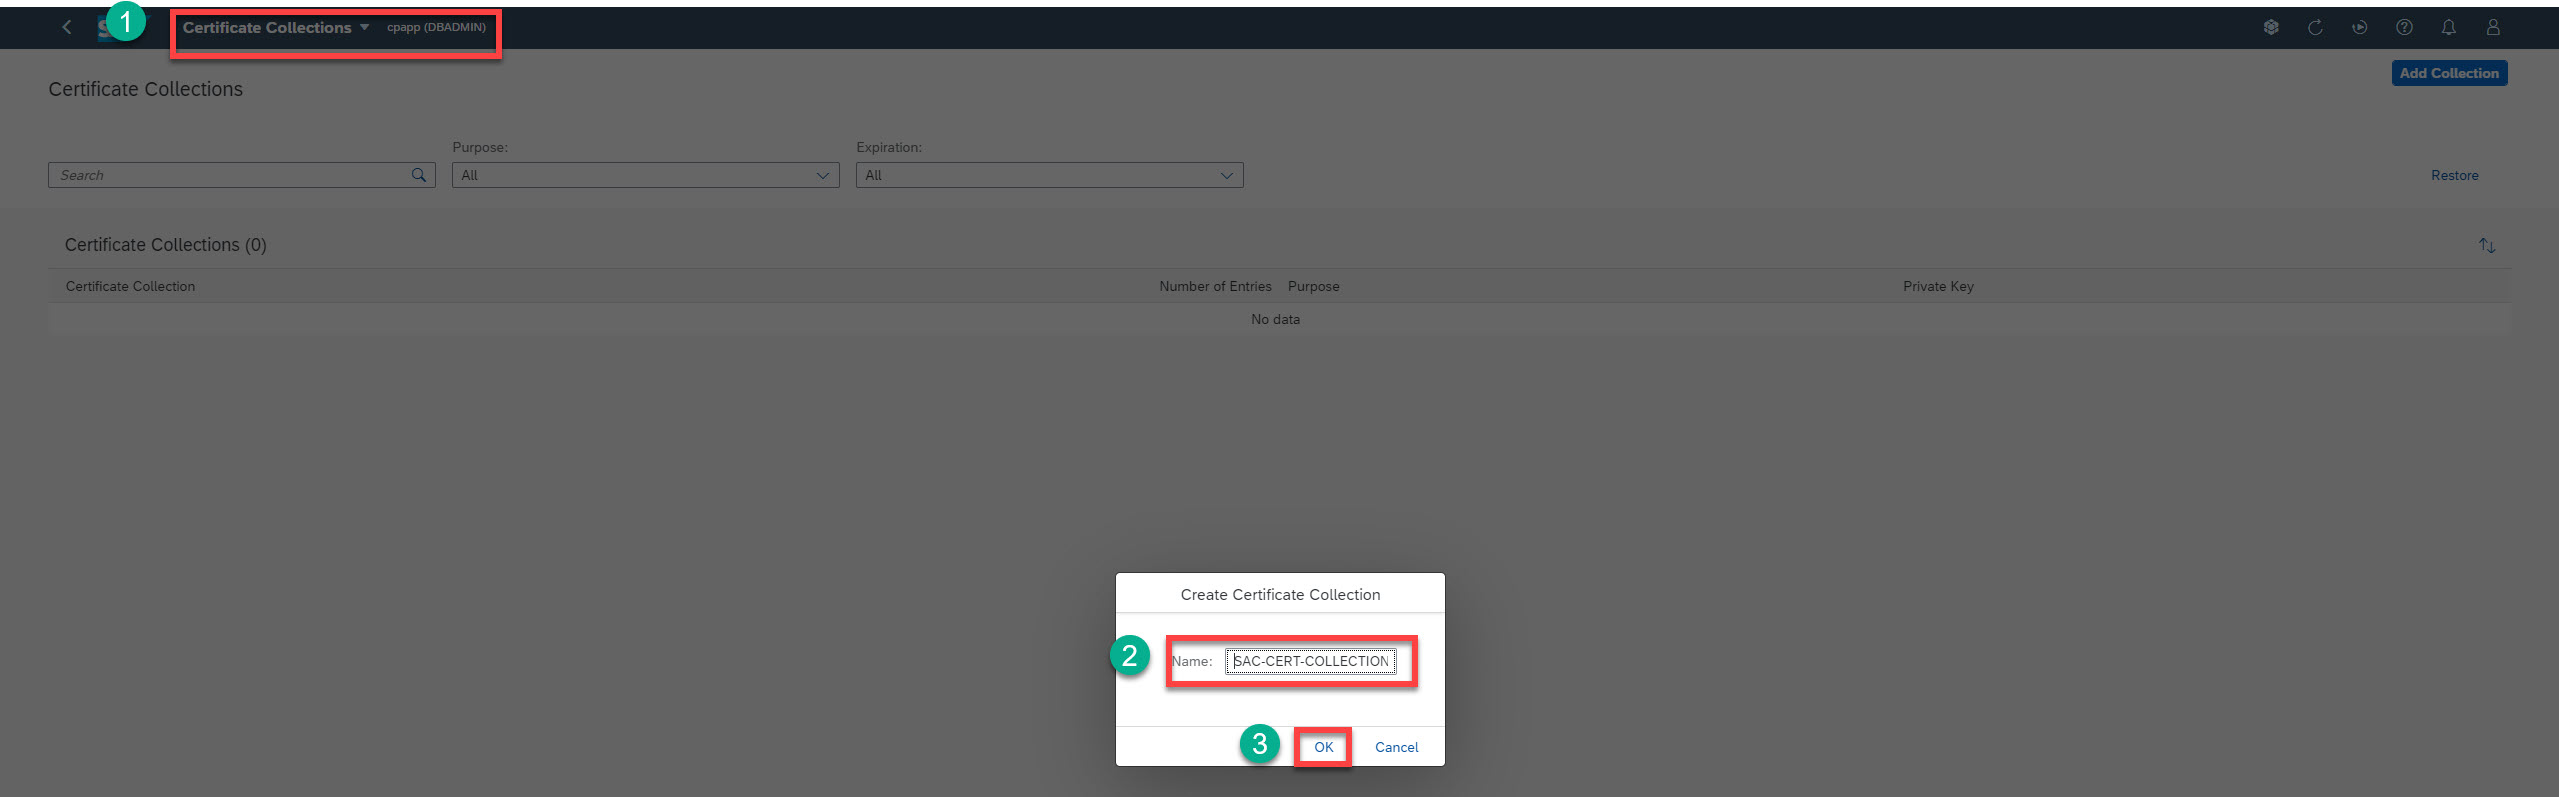 1
Certificate Collections cpapp (DBADMIN)
Certificate Collections
Add Collection
Purpose:
Expiration:
Search
All
All
Restore
Certificate Collections (0)
Certificate Collection Number of Entries Purpose Private Key
No data
Create Certificate Collection
2
Name: SAC-CERT-COLLECTION
3
OK Cancel